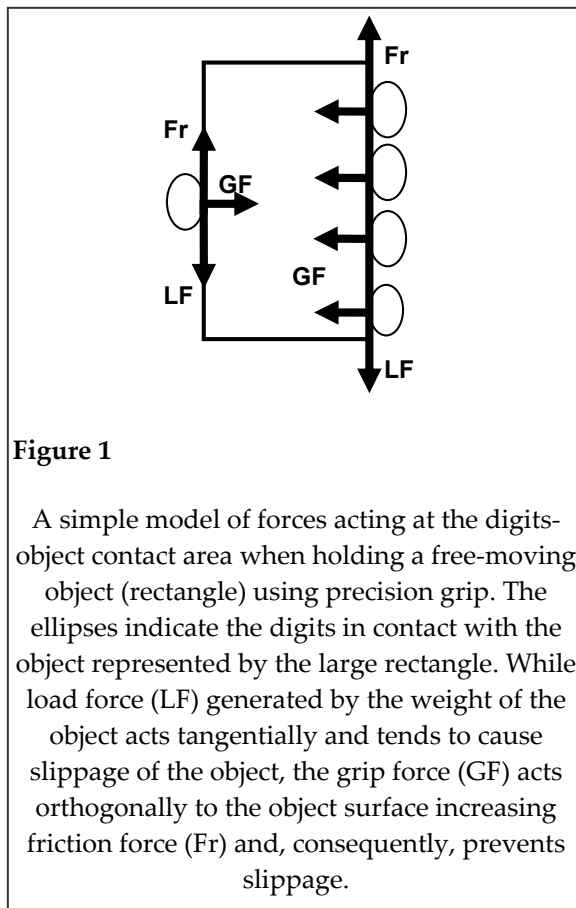 Fr
Fr
GF
GF
LF
LF
Figure 1
A simple model of forces acting at the digits-
object contact area when holding a free-moving
object (rectangle) using precision grip. The
ellipses indicate the digits in contact with the
object represented by the large rectangle. While
load force (LF) generated by the weight of the
object acts tangentially and tends to cause
slippage of the object, the grip force (GF) acts
orthogonally to the object surface increasing
friction force (Fr) and, consequently, prevents
slippage.